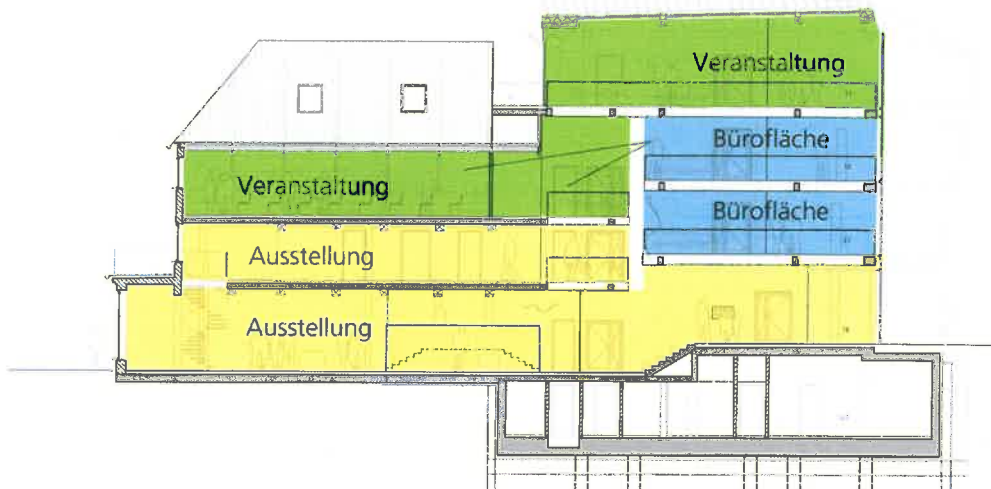 Veranstaltung
Bürofläche
Veranstaltung
Bürofläche
Ausstellung
Ausstellung